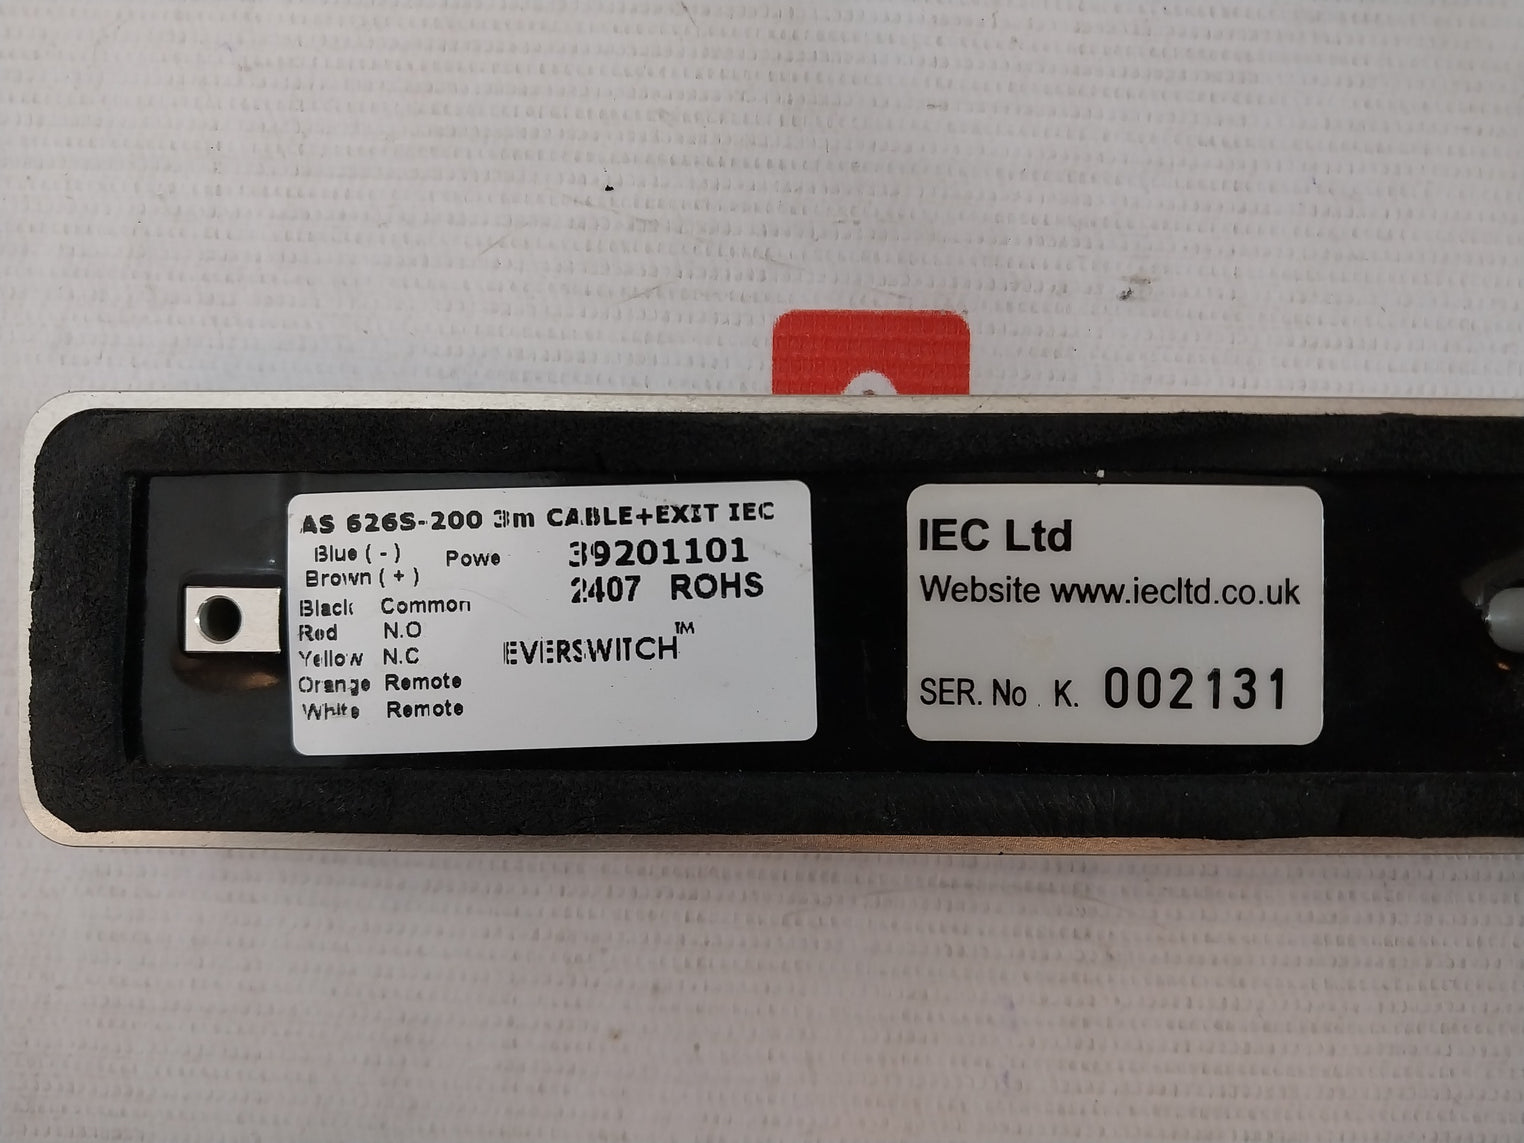 AS 626S-200 3m CABLE+EXIT IEC
Blue ( - ) Powe 39201101
Brown ( + ) 2407 ROHS
Black Common
Red N.O
Yellow N.C EVERSWITCH™
Orange Remote
White Remote
IEC Ltd
Website www.iecltd.co.uk
SER. No . K. 002131